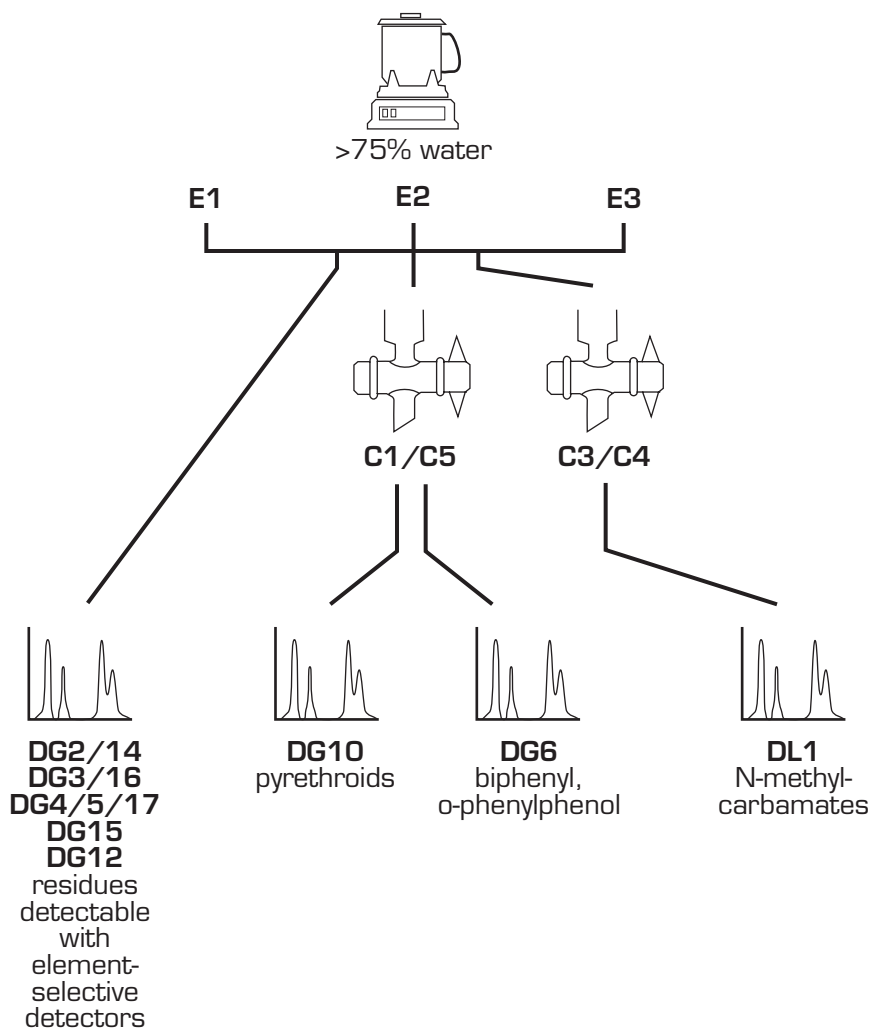 >75% water
E1
E2
E3
C1/C5
C3/C4
DG2/14
DG3/16
DG4/5/17
DG15
DG12
residues
detectable
with
element-
selective
detectors
DG10
pyrethroids
DG6
biphenyl,
o-phenylphenol
DL1
N-methyl-
carbamates